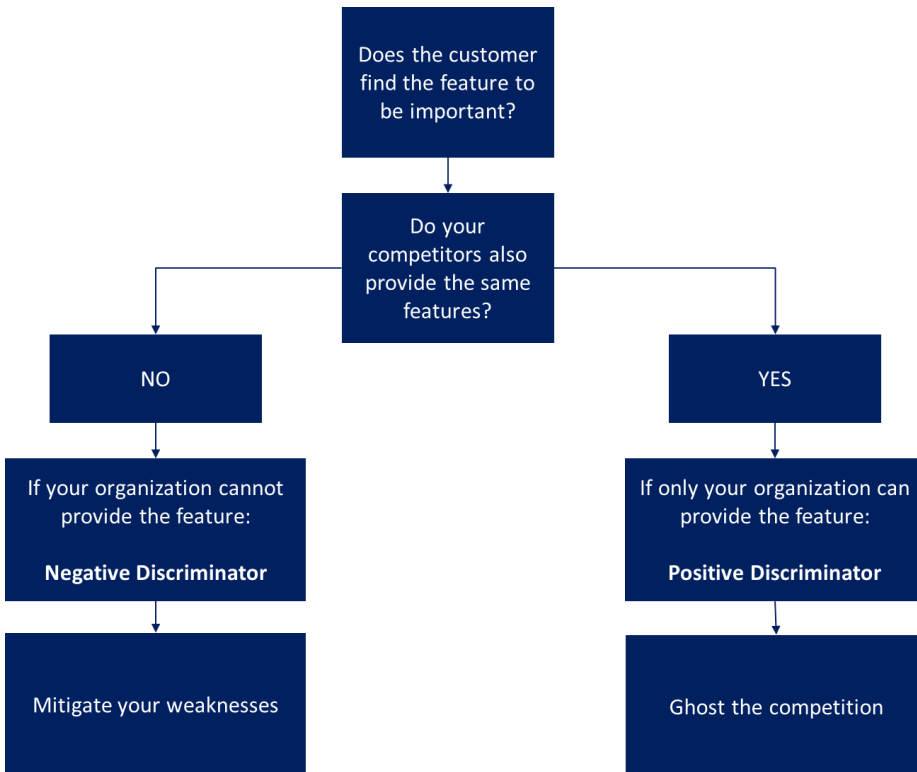 Does the customer
find the feature to
be important?
Do your
competitors also
provide the same
features?
NO
YES
If your organization cannot
provide the feature:
Negative Discriminator
If only your organization can
provide the feature:
Positive Discriminator
Mitigate your weaknesses
Ghost the competition